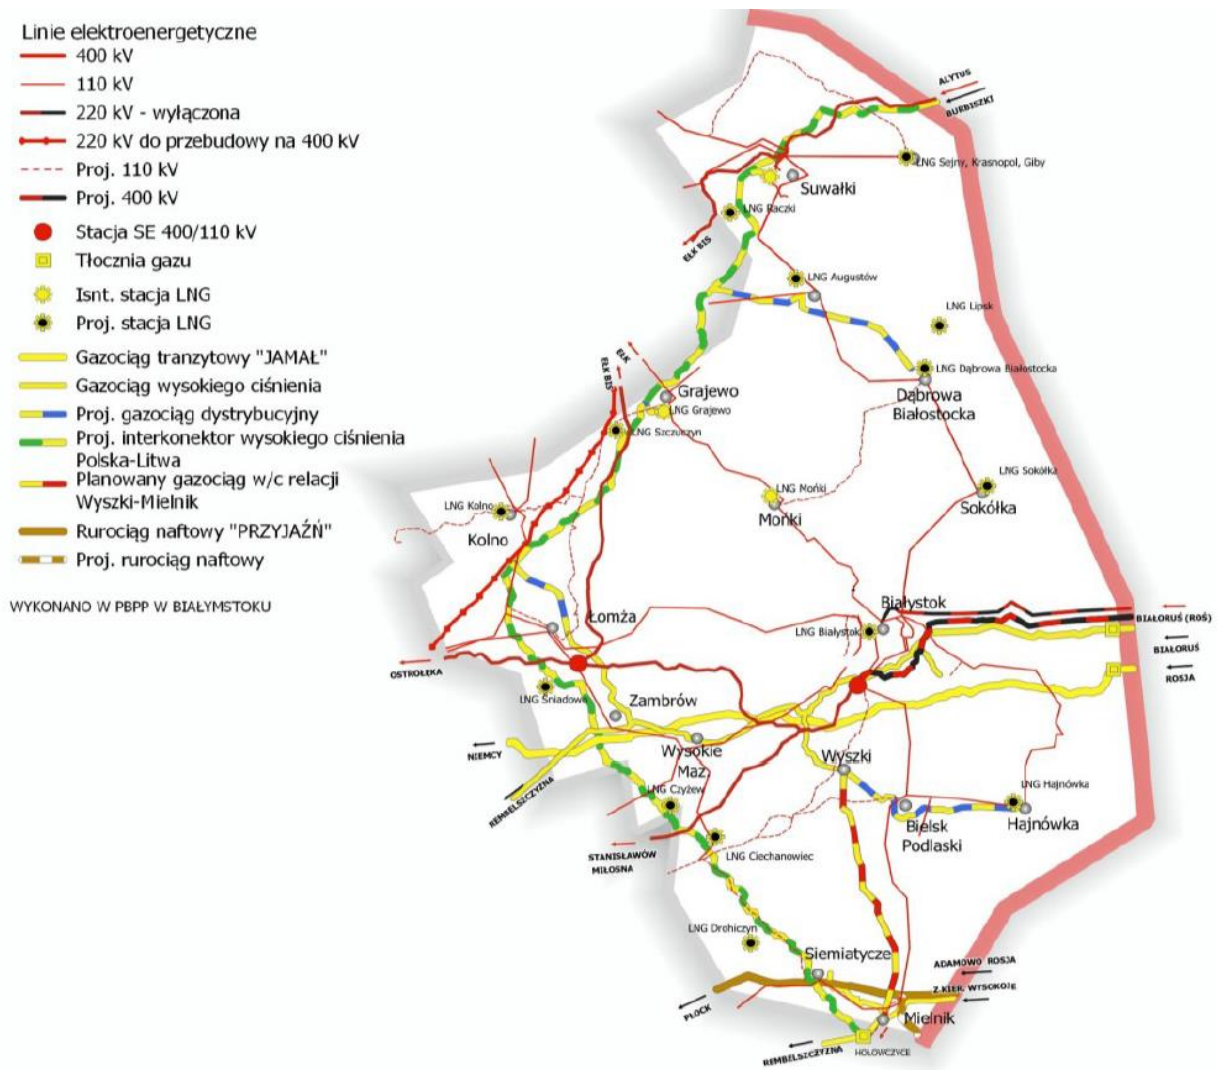 Linie elektroenergetyczne
400 kV
110 kV
220 kV - wyłączona
220 kV do przebudowy na 400 kV
Proj. 110 kV
Proj. 400 kV
Stacja SE 400/110 kV
Tłocznia gazu
Isnt. stacja LNG
Proj. stacja LNG
Gazociąg tranzytowy "JAMAŁ"
Gazociąg wysokiego ciśnienia
Proj. gazociąg dystrybucyjny
Proj. interkonektor wysokiego ciśnienia
Polska-Litwa
Planowany gazociąg w/c relacji
Wyszki-Mielnik
Rurociąg naftowy "PRZYJAŹŃ"
Proj. rurociąg naftowy
WYKONANO W PBPP W BIAŁYMSTOKU
ALYTUS
BURBISZKI
LNG Sejny, Krasnopol, Giby
Suwałki
LNG Raczki
EŁK BIS
LNG Augustów
LNG Lipsk
LNG Dąbrowa Białostocka
Dąbrowa
Białostocka
EŁK
EŁK BIS
Grajewo
LNG Grajewo
LNG Szczuczyn
LNG Sokółka
Sokółka
LNG Mońki
Mońki
LNG Kolno
Kolno
Łomża
Białystok
LNG Białystok
BIAŁORUŚ (ROŚ)
BIAŁORUŚ
ROSJA
OSTROŁĘKA
LNG Śniadowo
Zambrów
NIEMCY
Wysokie
Maz.
Wyszki
REMBELSZCZYZNA
LNG Czyżew
LNG Hajnówka
Hajnówka
Bielsk
Podlaski
STANISŁAWÓW
MIŁOSNA
LNG Ciechanowiec
LNG Drohiczyn
Siemiatycze
ADAMOWO ROSJA
Z KIER. WYSOKOJE
PŁOCK
Mielnik
REMBELSZCZYZNA
HOŁOWCZYCE